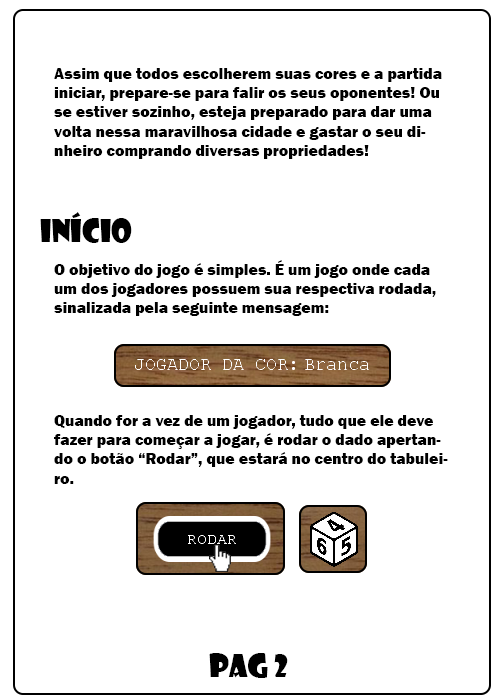 Assim que todos escolherem suas cores e a partida
iniciar, prepare-se para falir os seus oponentes! Ou
se estiver sozinho, esteja preparado para dar uma
volta nessa maravilhosa cidade e gastar o seu di-
nheiro comprando diversas propriedades!
INÍCIO
O objetivo do jogo é simples. É um jogo onde cada
um dos jogadores possuem sua respectiva rodada,
sinalizada pela seguinte mensagem:
JOGADOR DA COR: Branca
Quando for a vez de um jogador, tudo que ele deve
fazer para começar a jogar, é rodar o dado apertan-
do o botão “Rodar”, que estará no centro do tabulei-
ro.
RODAR
4
6 5
PAG 2